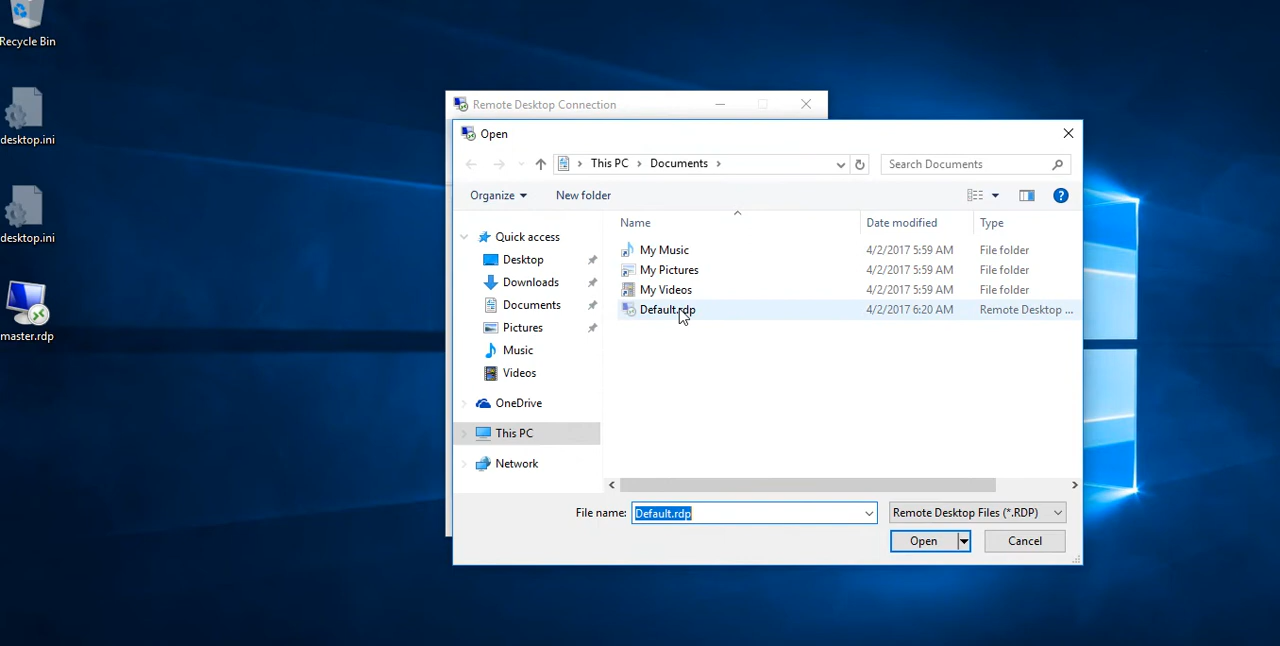 Recycle Bin
desktop.ini
desktop.ini
master.rdp
Remote Desktop Connection
Open
This PC Documents
Search Documents
Organize
New folder
Name Date modified Type
Quick access
Desktop
Downloads
Documents
Pictures
Music
Videos
OneDrive
This PC
Network
My Music 4/2/2017 5:59 AM File folder
My Pictures 4/2/2017 5:59 AM File folder
My Videos 4/2/2017 5:59 AM File folder
Default.rdp 4/2/2017 6:20 AM Remote Desktop ...
File name: Default.rdp Remote Desktop Files (*.RDP)
Open Cancel